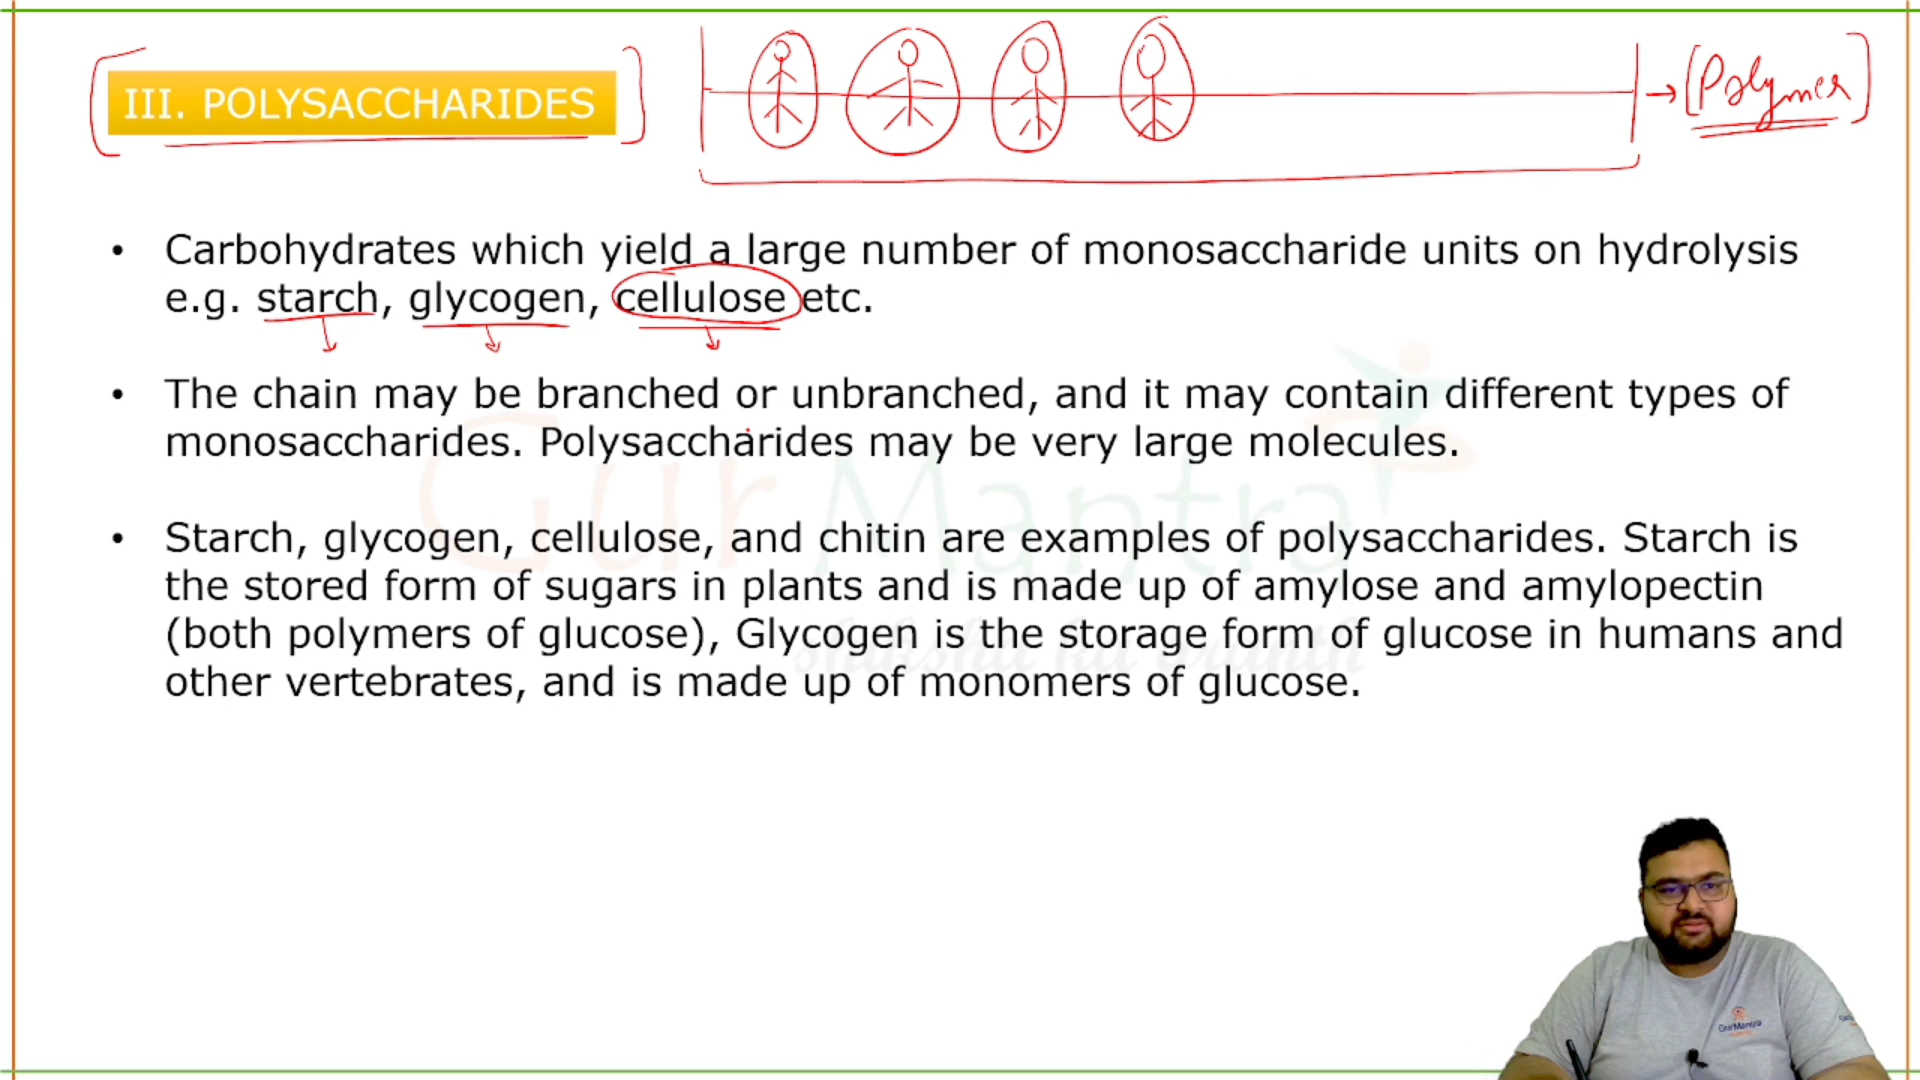 III. POLYSACCHARIDES
Polymer
• Carbohydrates which yield a large number of monosaccharide units on hydrolysis
e.g. starch, glycogen, cellulose etc.
• The chain may be branched or unbranched, and it may contain different types of
monosaccharides. Polysaccharides may be very large molecules.
• Starch, glycogen, cellulose, and chitin are examples of polysaccharides. Starch is
the stored form of sugars in plants and is made up of amylose and amylopectin
(both polymers of glucose), Glycogen is the storage form of glucose in humans and
other vertebrates, and is made up of monomers of glucose.
Gur Mantra
GurMantra